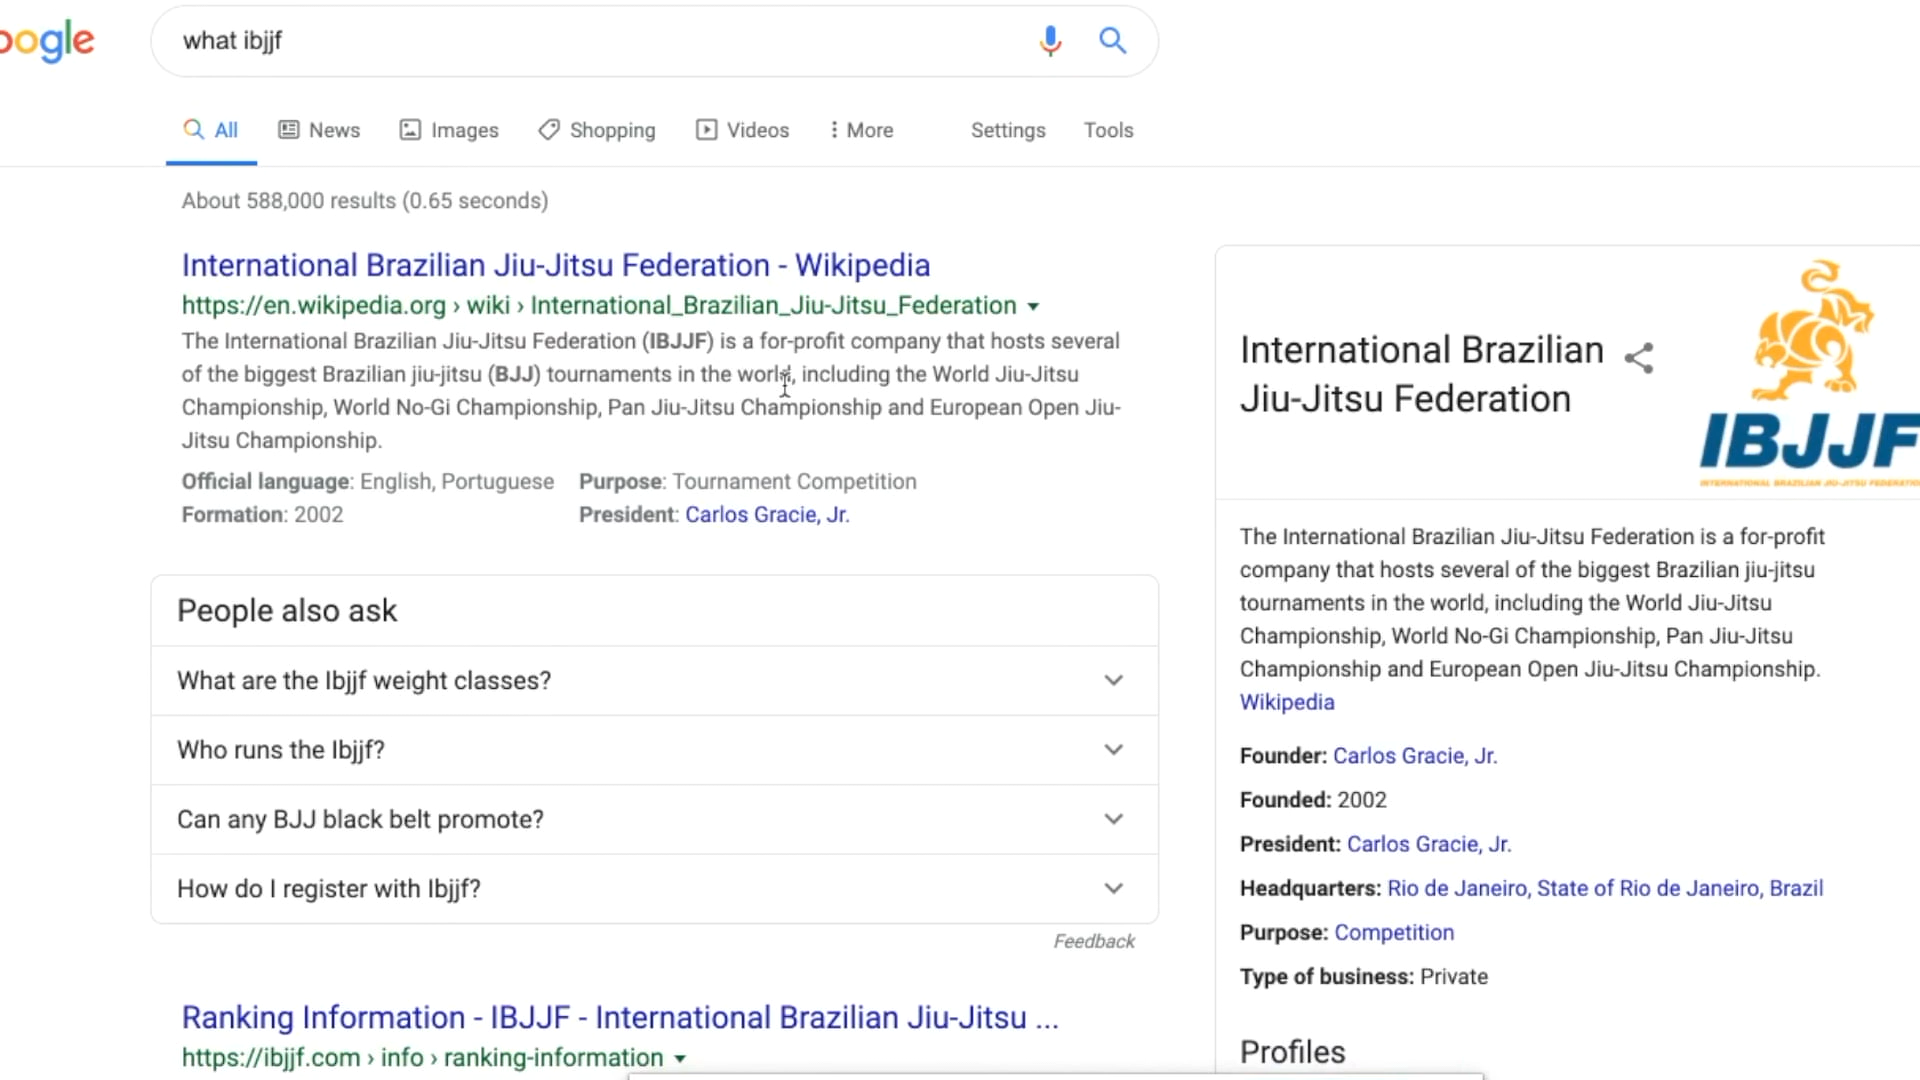 oogle
what ibjjf
All
News
Images
Shopping
Videos
More
Settings
Tools
About 588,000 results (0.65 seconds)
International Brazilian Jiu-Jitsu Federation - Wikipedia
https://en.wikipedia.org › wiki › International_Brazilian_Jiu-Jitsu_Federation
The International Brazilian Jiu-Jitsu Federation (IBJJF) is a for-profit company that hosts several
of the biggest Brazilian jiu-jitsu (BJJ) tournaments in the world, including the World Jiu-Jitsu
Championship, World No-Gi Championship, Pan Jiu-Jitsu Championship and European Open Jiu-
Jitsu Championship.
Official language: English, Portuguese Purpose: Tournament Competition
Formation: 2002 President: Carlos Gracie, Jr.
People also ask
What are the Ibjjf weight classes?
Who runs the Ibjjf?
Can any BJJ black belt promote?
How do I register with Ibjjf?
Feedback
Ranking Information - IBJJF - International Brazilian Jiu-Jitsu ...
https://ibjjf.com › info › ranking-information
International Brazilian
Jiu-Jitsu Federation
IBJJF
INTERNATIONAL BRAZILIAN JIU-JITSU FEDERATIO
The International Brazilian Jiu-Jitsu Federation is a for-profit
company that hosts several of the biggest Brazilian jiu-jitsu
tournaments in the world, including the World Jiu-Jitsu
Championship, World No-Gi Championship, Pan Jiu-Jitsu
Championship and European Open Jiu-Jitsu Championship.
Wikipedia
Founder: Carlos Gracie, Jr.
Founded: 2002
President: Carlos Gracie, Jr.
Headquarters: Rio de Janeiro, State of Rio de Janeiro, Brazil
Purpose: Competition
Type of business: Private
Profiles